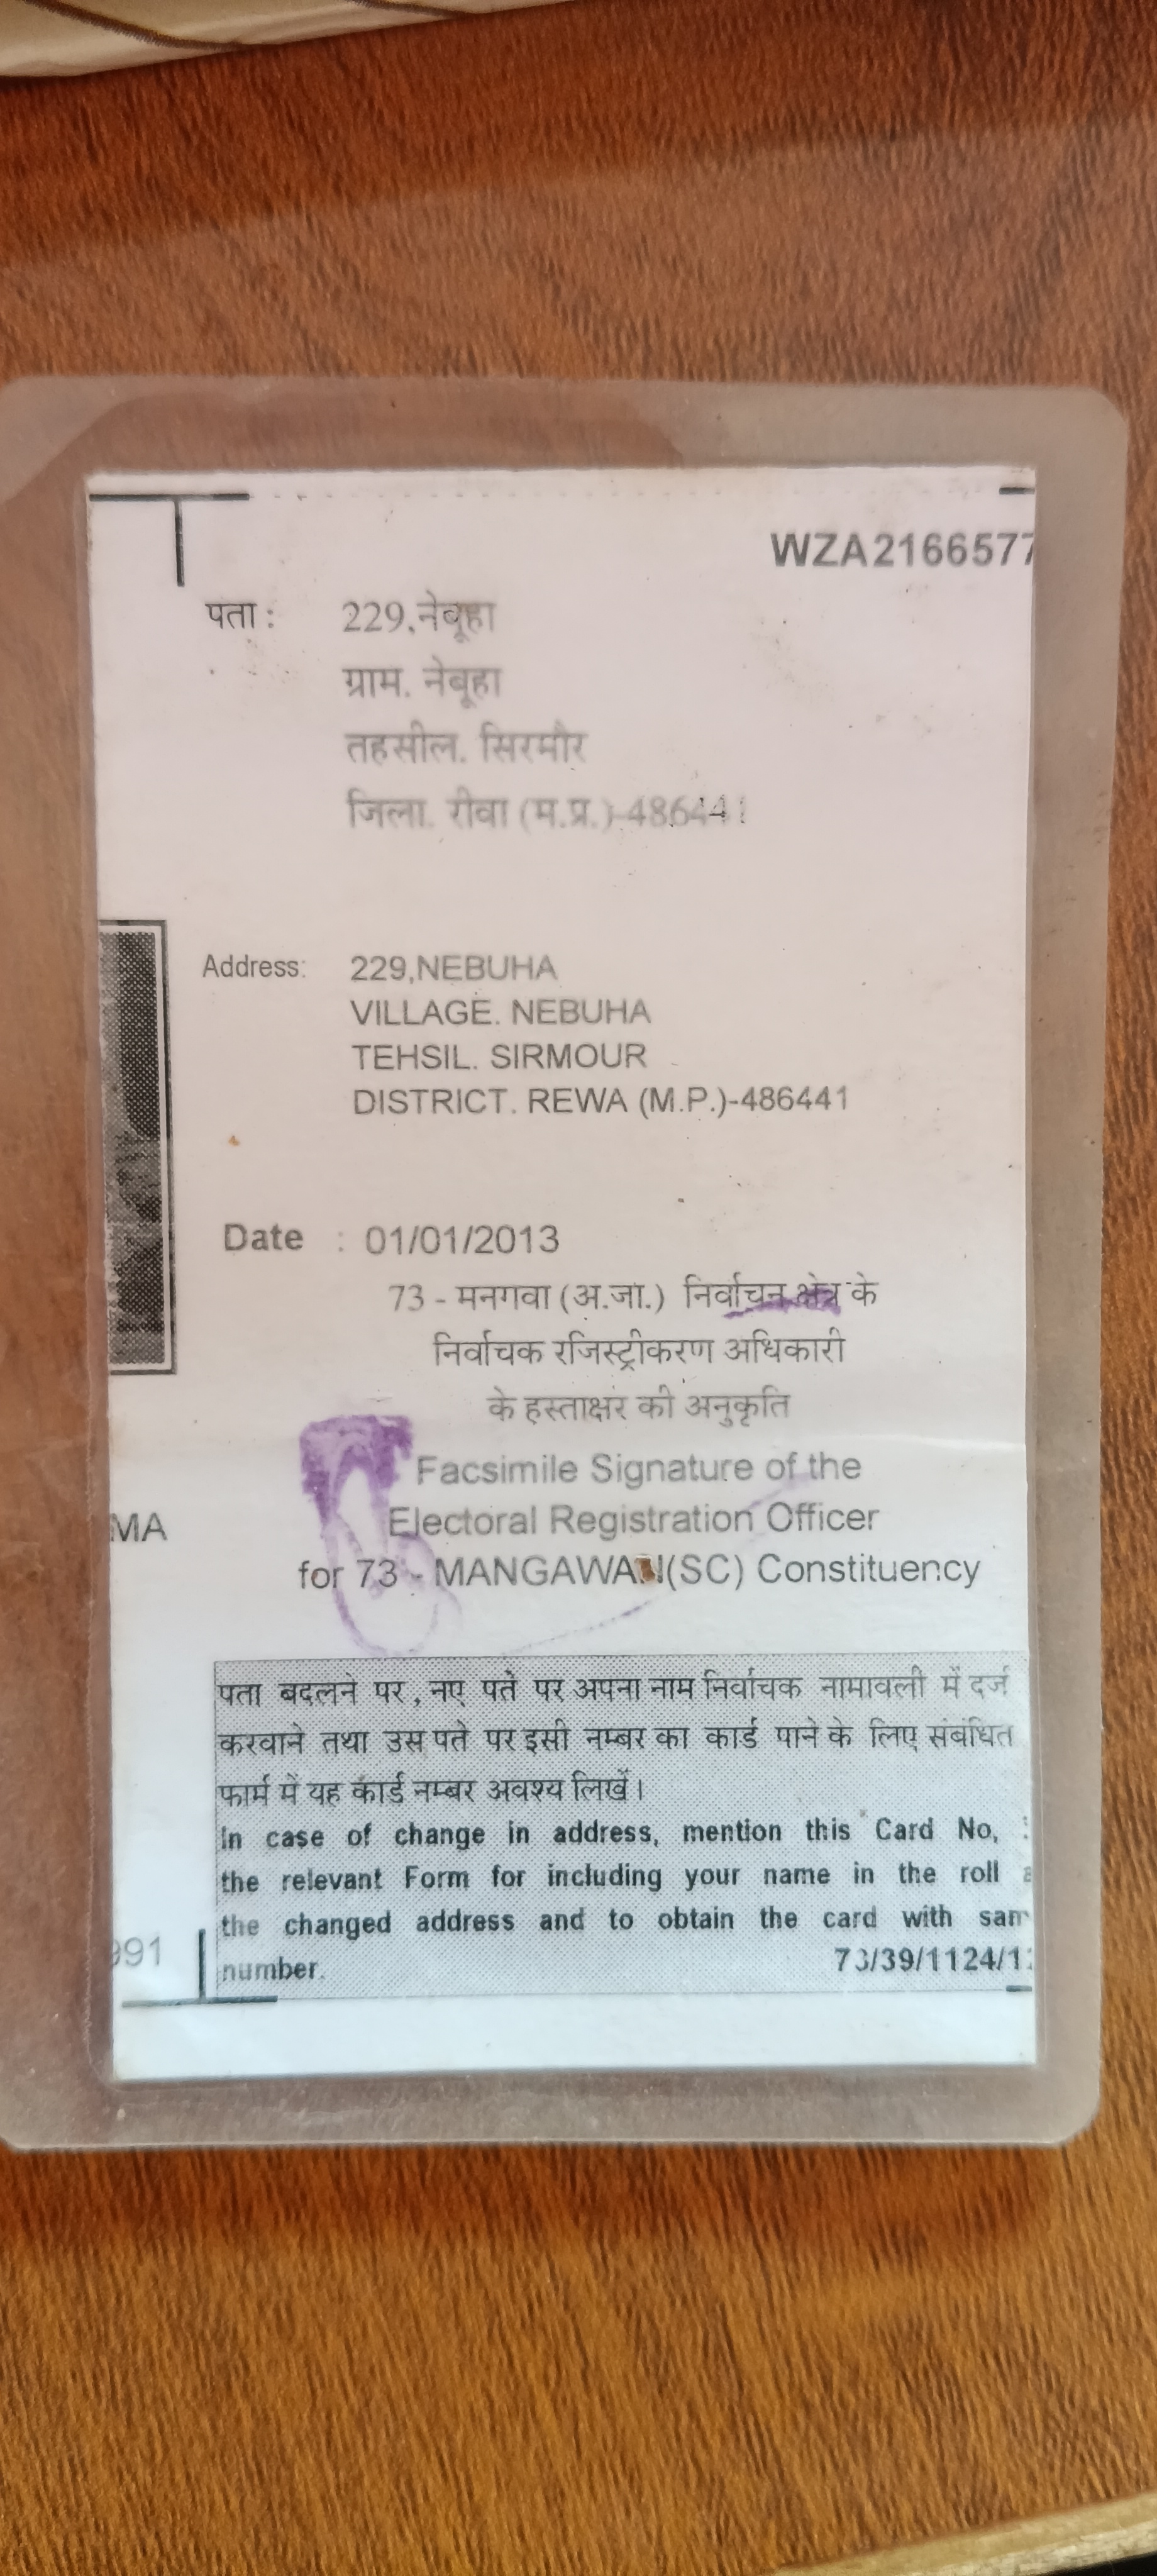 WZA2166577
पता : 229,नेबूहा
ग्राम. नेबूहा
तहसील. सिरमौर
जिला. रीवा (म.प्र.)-486441
Address: 229,NEBUHA
VILLAGE. NEBUHA
TEHSIL. SIRMOUR
DISTRICT. REWA (M.P.)-486441
Date : 01/01/2013
73 - मनगवा (अ.जा.) निर्वाचन क्षेत्र के
निर्वाचक रजिस्ट्रीकरण अधिकारी
के हस्ताक्षर की अनुकृति
Facsimile Signature of the
Electoral Registration Officer
MA
for 73 - MANGAWAN(SC) Constituency
पता बदलने पर, नए पते पर अपना नाम निर्वाचक नामावली में दर्ज
करवाने तथा उस पते पर इसी नम्बर का कार्ड पाने के लिए संबंधित
फार्म में यह कार्ड नम्बर अवश्य लिखें।
In case of change in address, mention this Card No,
the relevant Form for including your name in the roll
the changed address and to obtain the card with sam
991
number. 73/39/1124/1